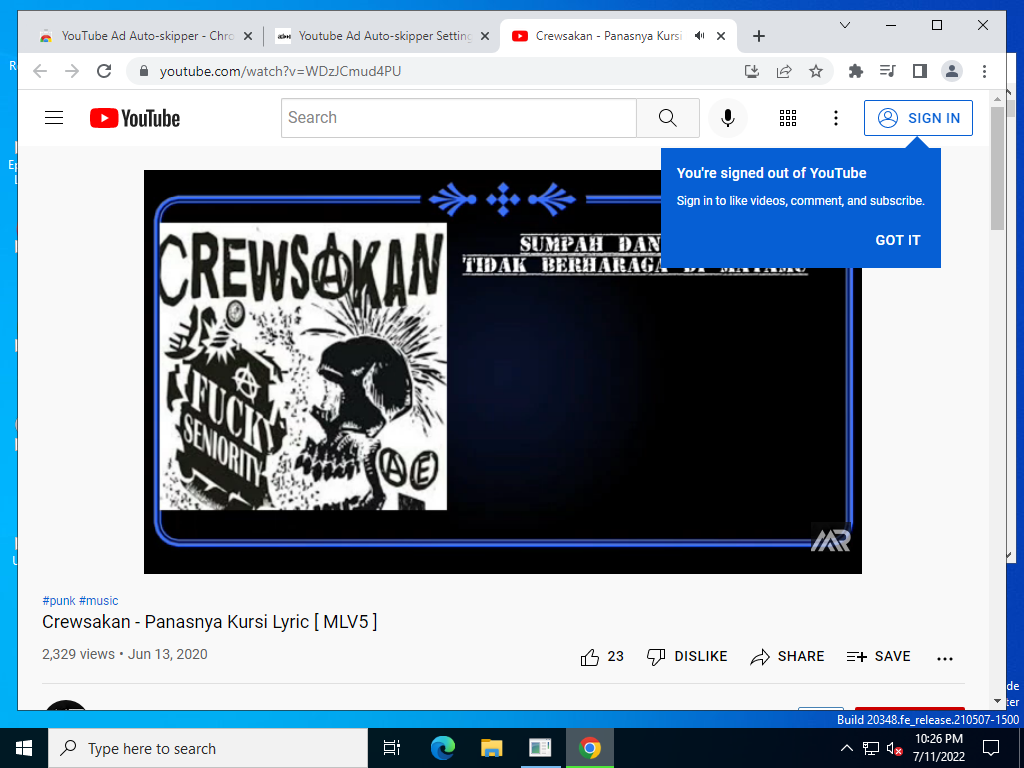 YouTube Ad Auto-skipper - Chro
Youtube Ad Auto-skipper Setting
Crewsakan - Panasnya Kursi
youtube.com/watch?v=WDzJCmud4PU
YouTube
Search
SIGN IN
You're signed out of YouTube
Sign in to like videos, comment, and subscribe.
GOT IT
CREWSAKAN
SUMPAH DAN
TIDAK BERHARAGA DI MATAMU
FUCK
SENIORITY
A E
MR
#punk #music
Crewsakan - Panasnya Kursi Lyric [ MLV5 ]
2,329 views • Jun 13, 2020
23
DISLIKE
SHARE
SAVE
Build 20348.fe_release.210507-1500
Type here to search
10:26 PM
7/11/2022